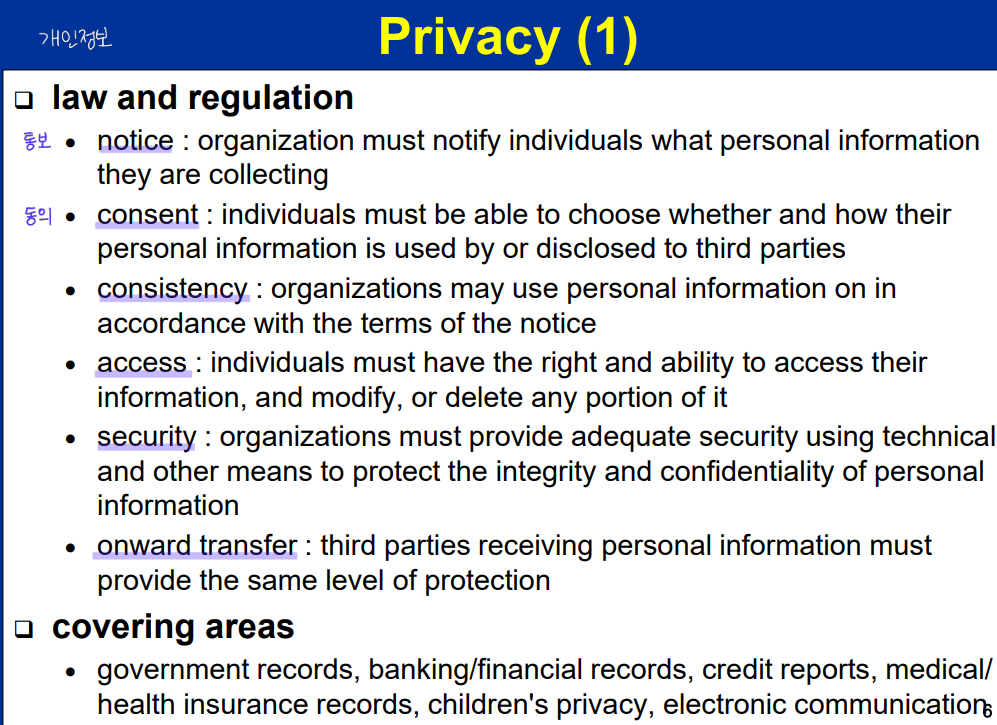 개인정보
Privacy (1)
❑ law and regulation
통보 • notice : organization must notify individuals what personal information
they are collecting
동의 • consent : individuals must be able to choose whether and how their
personal information is used by or disclosed to third parties
• consistency : organizations may use personal information on in
accordance with the terms of the notice
• access : individuals must have the right and ability to access their
information, and modify, or delete any portion of it
• security : organizations must provide adequate security using technical
and other means to protect the integrity and confidentiality of personal
information
• onward transfer : third parties receiving personal information must
provide the same level of protection
❑ covering areas
• government records, banking/financial records, credit reports, medical/
health insurance records, children's privacy, electronic communication
6